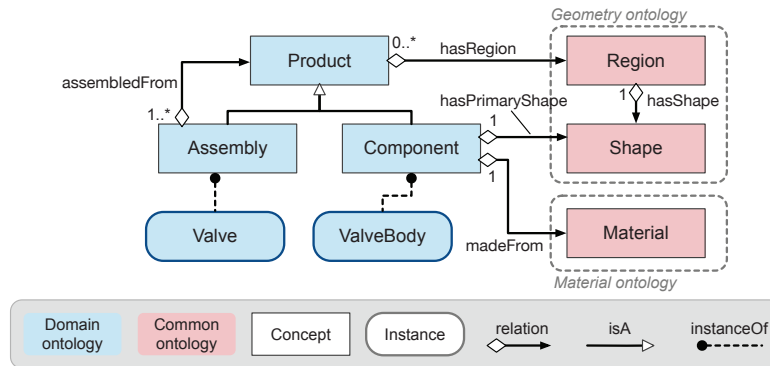 Geometry ontology
0..*
Product
hasRegion
Region
assembledFrom
1
hasShape
hasPrimaryShape
1..*
1
Assembly
Component
Shape
1
Valve
ValveBody
madeFrom
Material
Material ontology
Domain
ontology
Common
ontology
Concept
Instance
relation
isA
instanceOf